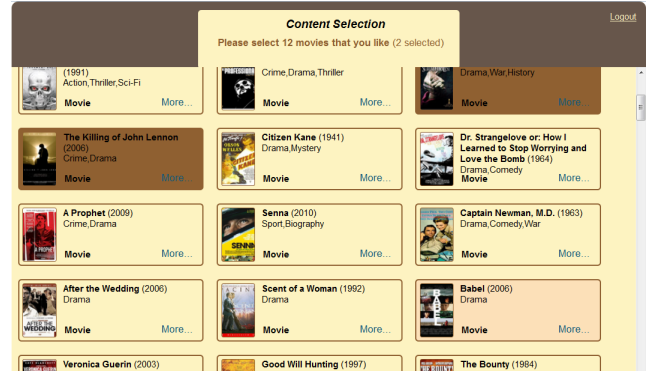 Content Selection
Logout
Please select 12 movies that you like (2 selected)
(1991)
Action,Thriller,Sci-Fi
Movie More...
Crime,Drama,Thriller
Movie More...
Drama,War,History
Movie More...
The Killing of John Lennon
(2006)
Crime,Drama
Movie More...
Citizen Kane (1941)
Drama,Mystery
Movie More...
Dr. Strangelove or: How I
Learned to Stop Worrying and
Love the Bomb (1964)
Drama,Comedy
Movie More...
A Prophet (2009)
Crime,Drama
Movie More...
Senna (2010)
Sport,Biography
Movie More...
Captain Newman, M.D. (1963)
Drama,Comedy,War
Movie More...
After the Wedding (2006)
Drama
Movie More...
Scent of a Woman (1992)
Drama
Movie More...
Babel (2006)
Drama
Movie More...
Veronica Guerin (2003)
Good Will Hunting (1997)
The Bounty (1984)